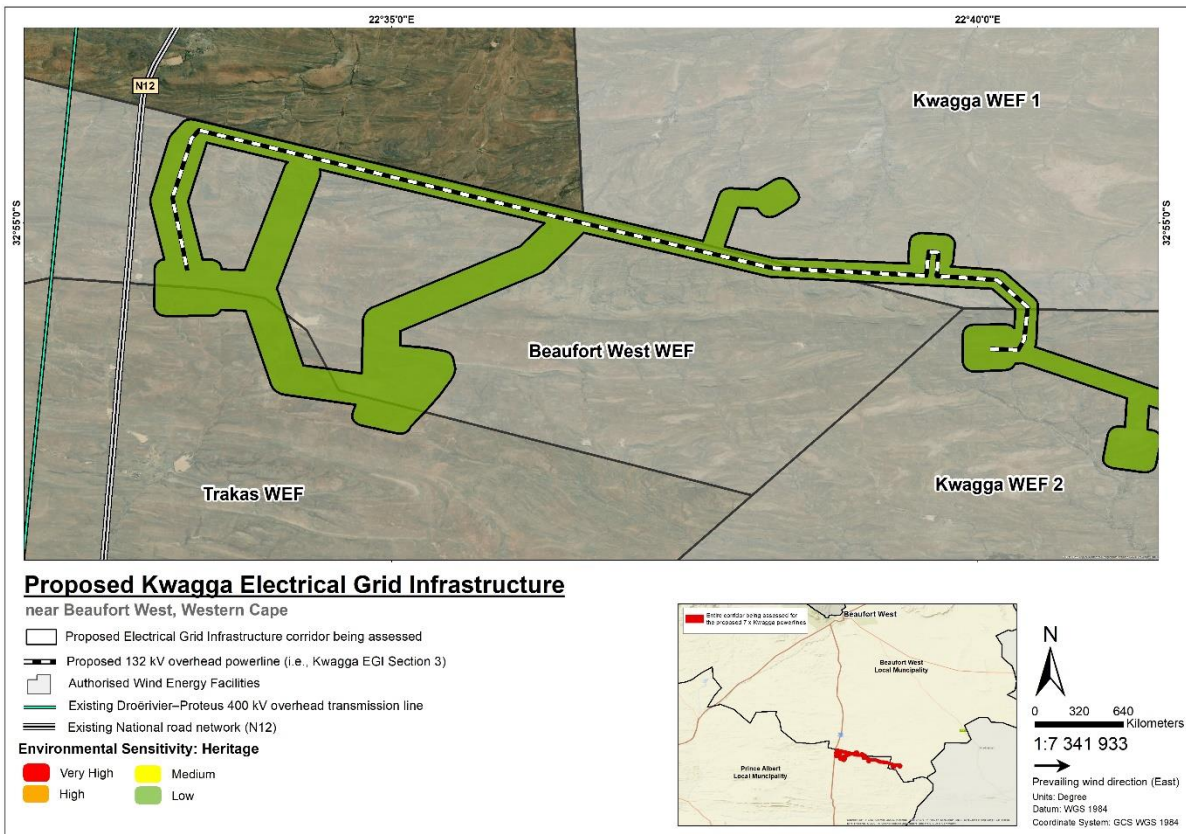 22°35'0"E
22°40'0"E
32°55'0"S
32°55'0"S
N12
Kwagga WEF 1
Beaufort West WEF
Trakas WEF
Kwagga WEF 2
Proposed Kwagga Electrical Grid Infrastructure
near Beaufort West, Western Cape
Proposed Electrical Grid Infrastructure corridor being assessed
Proposed 132 kV overhead powerline (i.e., Kwagga EGI Section 3)
Authorised Wind Energy Facilities
Existing Droërivier–Proteus 400 kV overhead transmission line
Existing National road network (N12)
Environmental Sensitivity: Heritage
Very High
Medium
High
Low
Entire corridor being assessed for
the proposed 7 x Kwagga powerlines
Beaufort West
Beaufort West
Local Municipality
Prince Albert
Local Muncipality
N
0 320 640
Kilometers
1:7 341 933
Prevailing wind direction (East)
Units: Degree
Datum: WGS 1984
Coordinate System: GCS WGS 1984